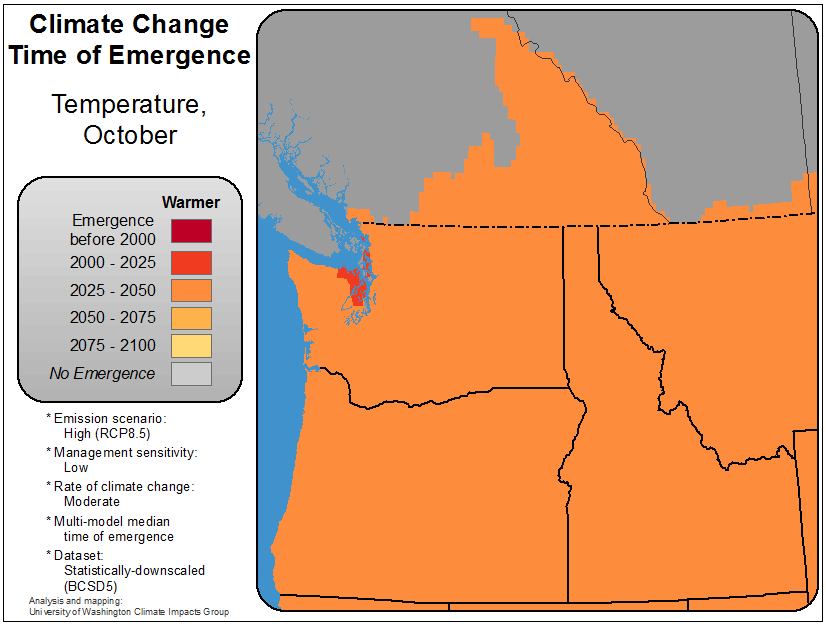 Climate Change
Time of Emergence
Temperature,
October
Warmer
Emergence
before 2000
2000 - 2025
2025 - 2050
2050 - 2075
2075 - 2100
No Emergence
* Emission scenario:
High (RCP8.5)
* Management sensitivity:
Low
* Rate of climate change:
Moderate
* Multi-model median
time of emergence
* Dataset:
Statistically-downscaled
(BCSD5)
Analysis and mapping:
University of Washington Climate Impacts Group